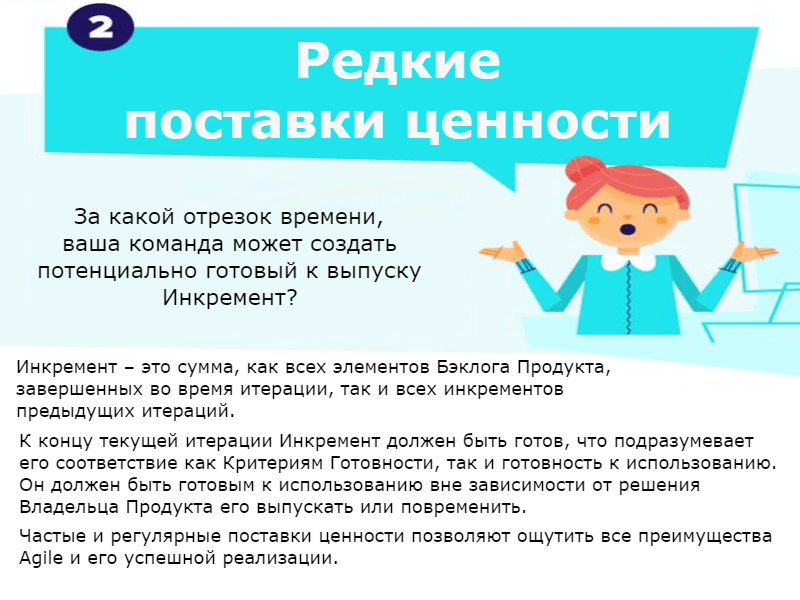 2
Редкие
поставки ценности
За какой отрезок времени,
ваша команда может создать
потенциально готовый к выпуску
Инкремент?
Инкремент – это сумма, как всех элементов Бэклога Продукта,
завершенных во время итерации, так и всех инкрементов
предыдущих итераций.
К концу текущей итерации Инкремент должен быть готов, что подразумевает
его соответствие как Критериям Готовности, так и готовность к использованию.
Он должен быть готовым к использованию вне зависимости от решения
Владельца Продукта его выпускать или повременить.
Частые и регулярные поставки ценности позволяют ощутить все преимущества
Agile и его успешной реализации.